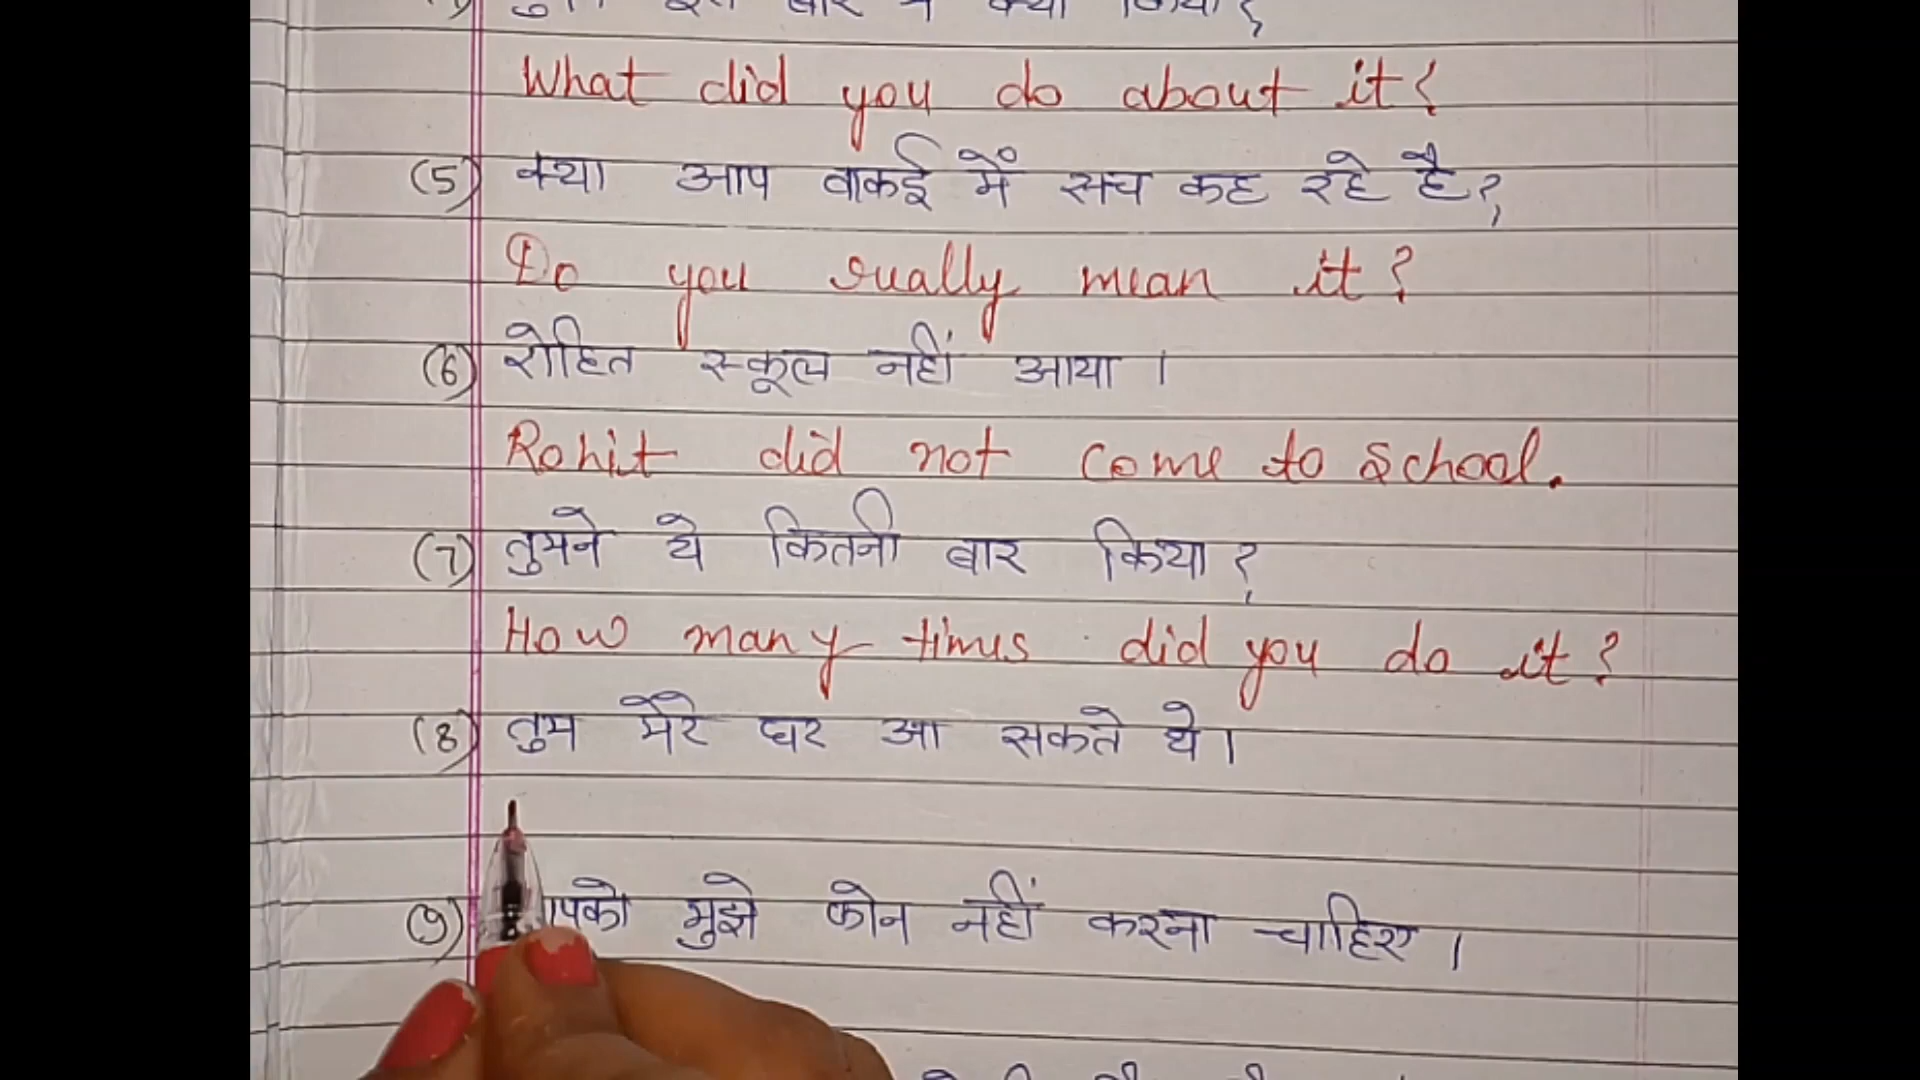 What did you do about it?
(5) क्या आप वाकई में सच कह रहे है?
Do you really mean it?
(6) रोहित स्कूल नहीं आया ।
Rohit did not come to school.
(7) तुमने ये कितनी बार किया?
How many times did you do it?
(8) तुम मेरे घर आ सकते थे।
(9) मुझे फोन नहीं करना चाहिए ।